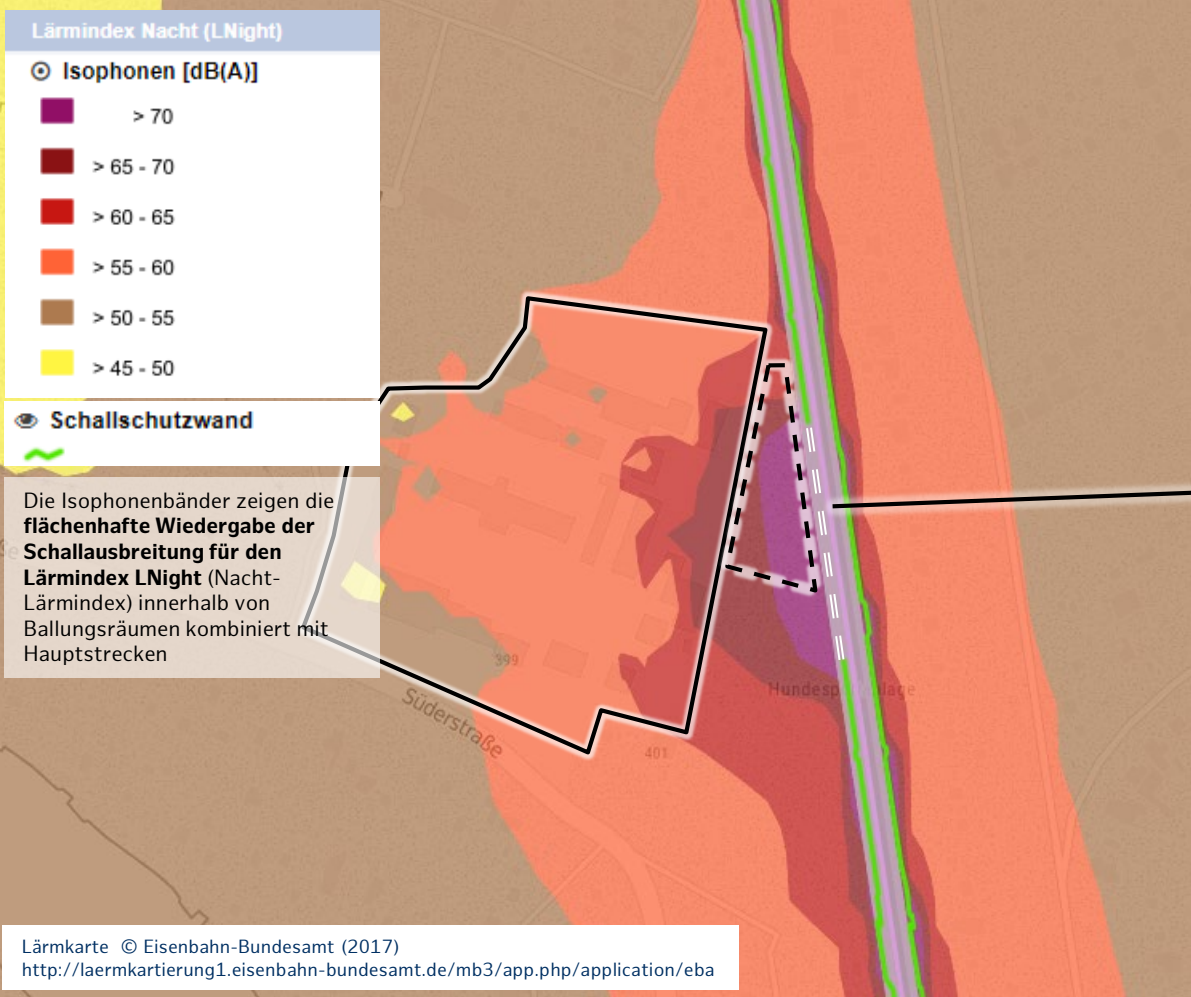 Lärmindex Nacht (LNight)
Isophonen [dB(A)]
> 70
> 65 - 70
> 60 - 65
> 55 - 60
> 50 - 55
> 45 - 50
Schallschutzwand
Die Isophonenbänder zeigen die
flächenhafte Wiedergabe der
Schallausbreitung für den
Lärmindex LNight (Nacht-
Lärmindex) innerhalb von
Ballungsräumen kombiniert mit
Hauptstrecken
399
Süderstraße
401
Lärmkarte © Eisenbahn-Bundesamt (2017)
http://laermkartierung1.eisenbahn-bundesamt.de/mb3/app.php/application/eba